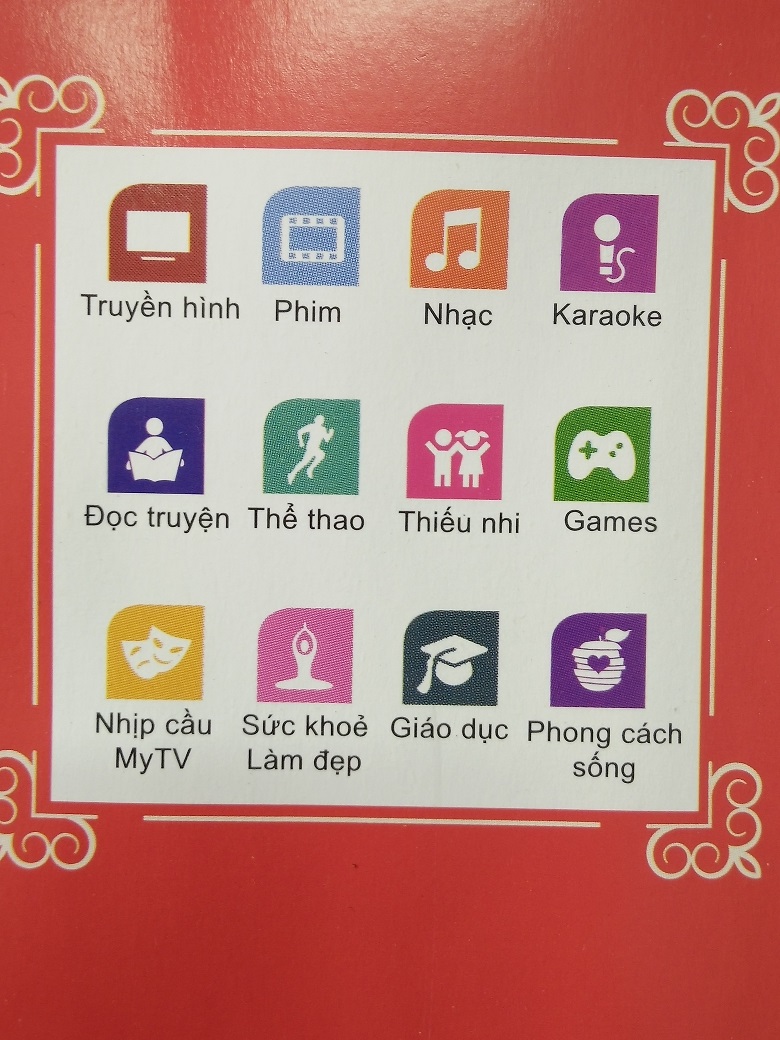 Truyền hình Phim Nhạc Karaoke
Đọc truyện Thể thao Thiếu nhi Games
Nhịp cầu Sức khoẻ Giáo dục Phong cách
MyTV Làm đẹp sống